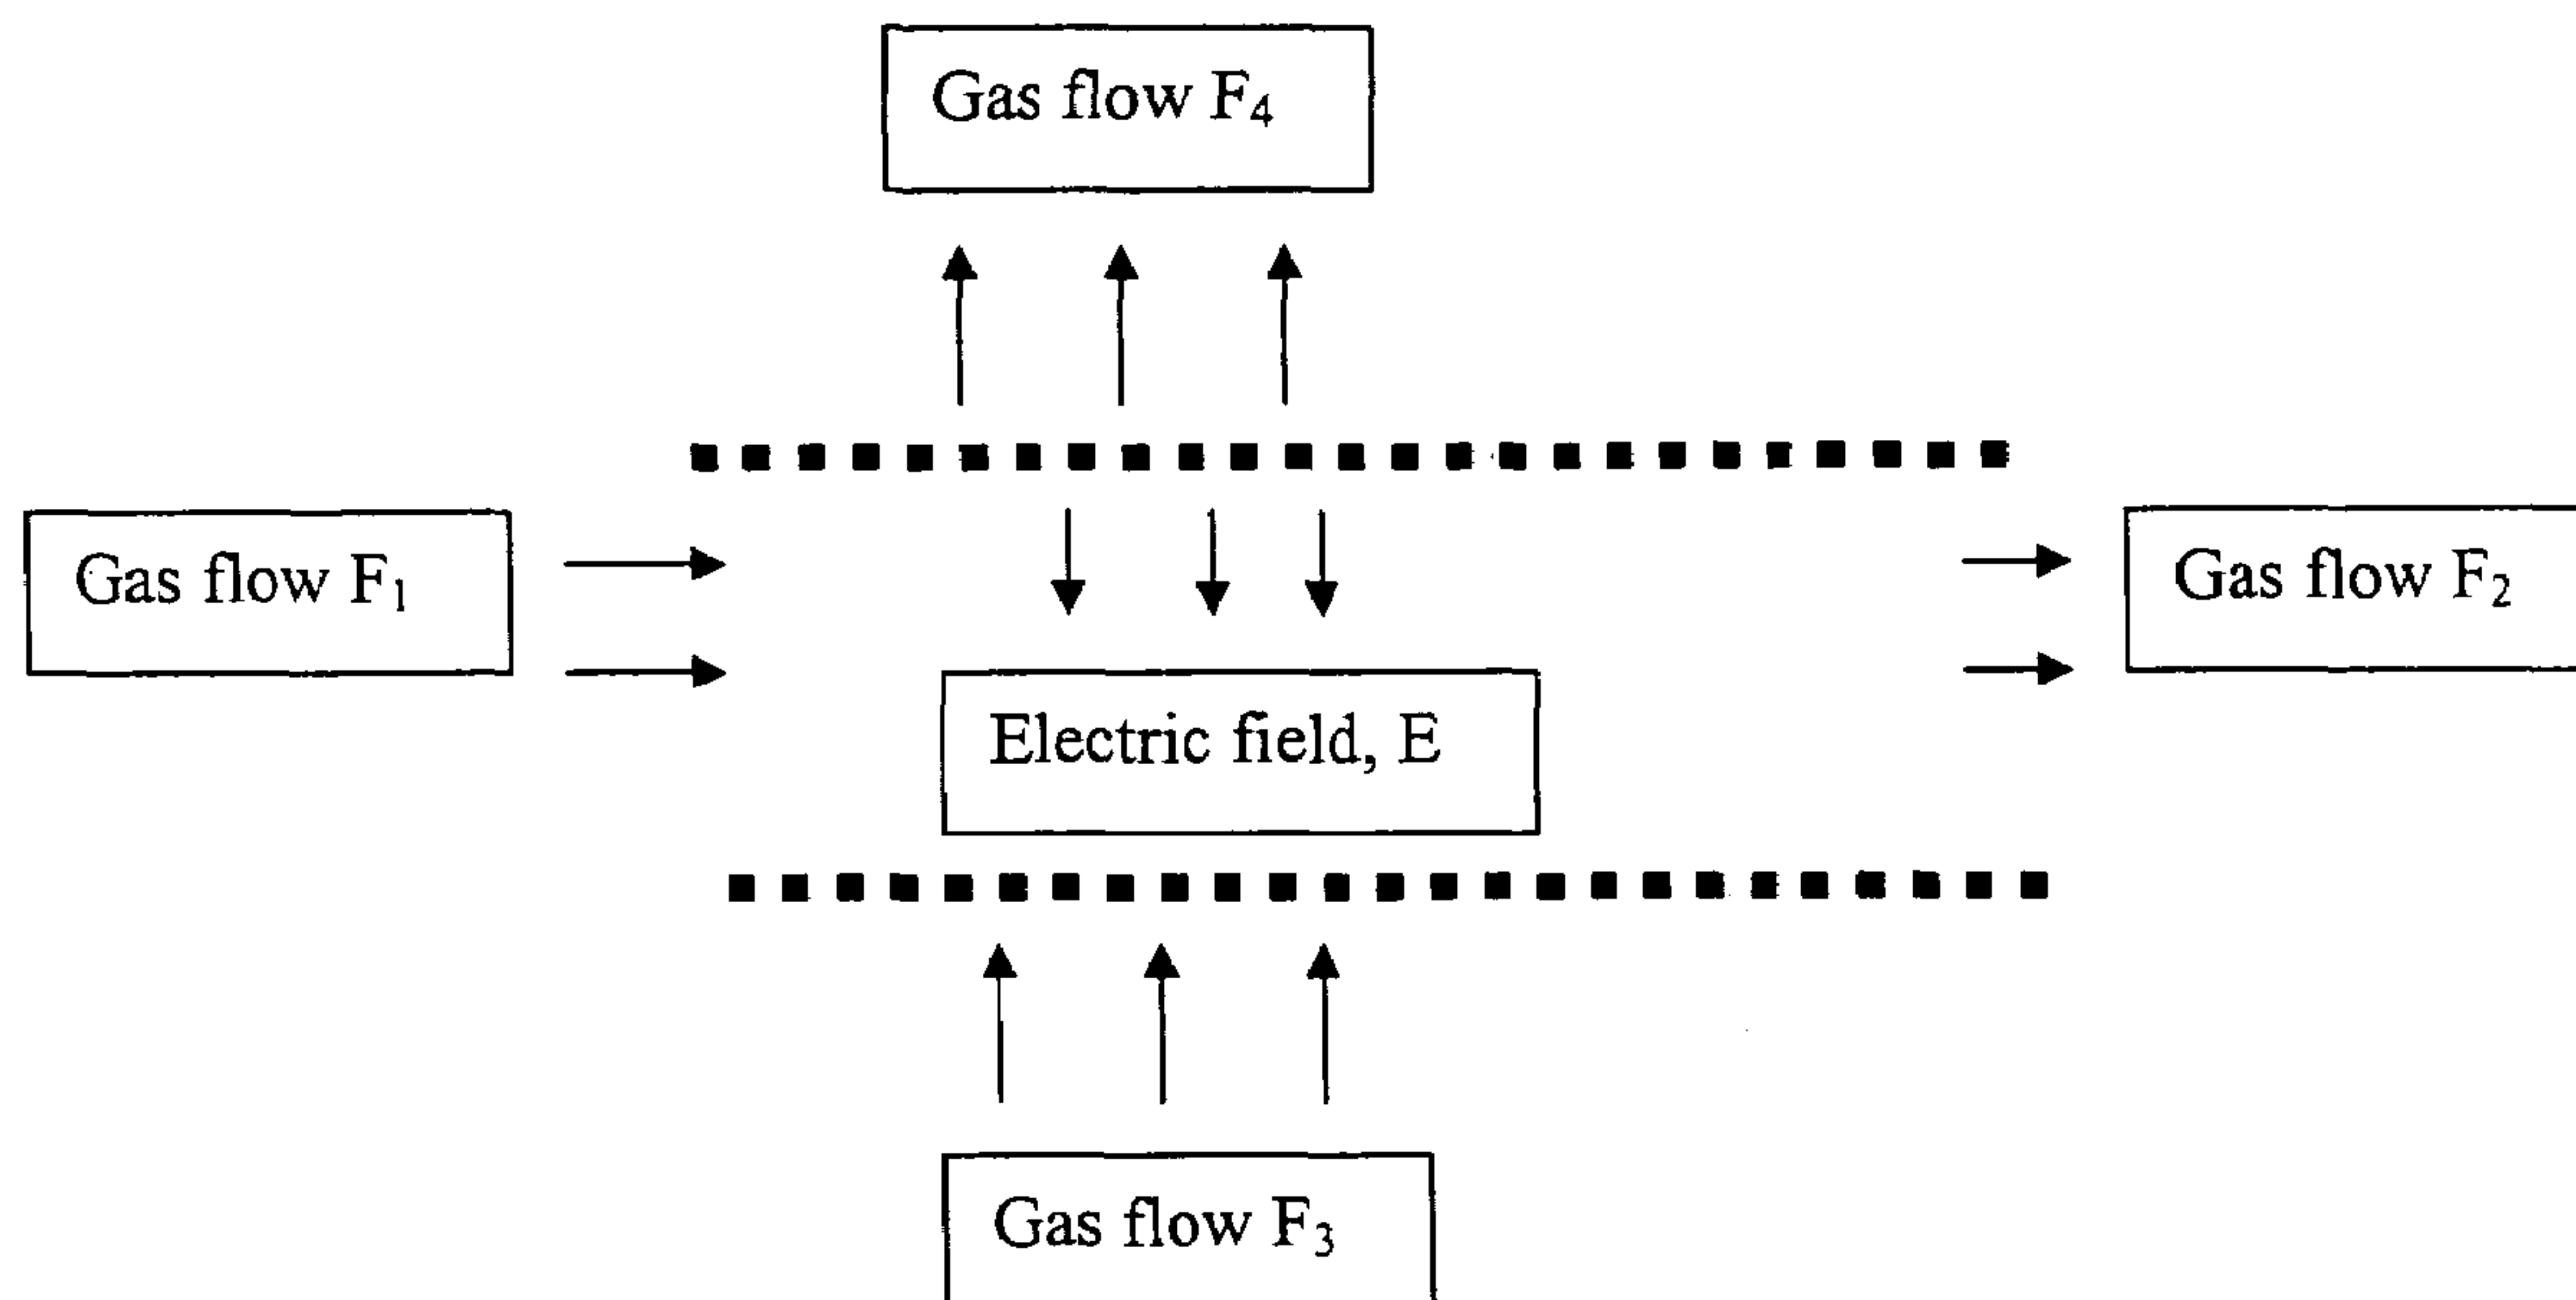 Gas flow F₄
Gas flow F₁
Gas flow F₂
Electric field, E
Gas flow F₃